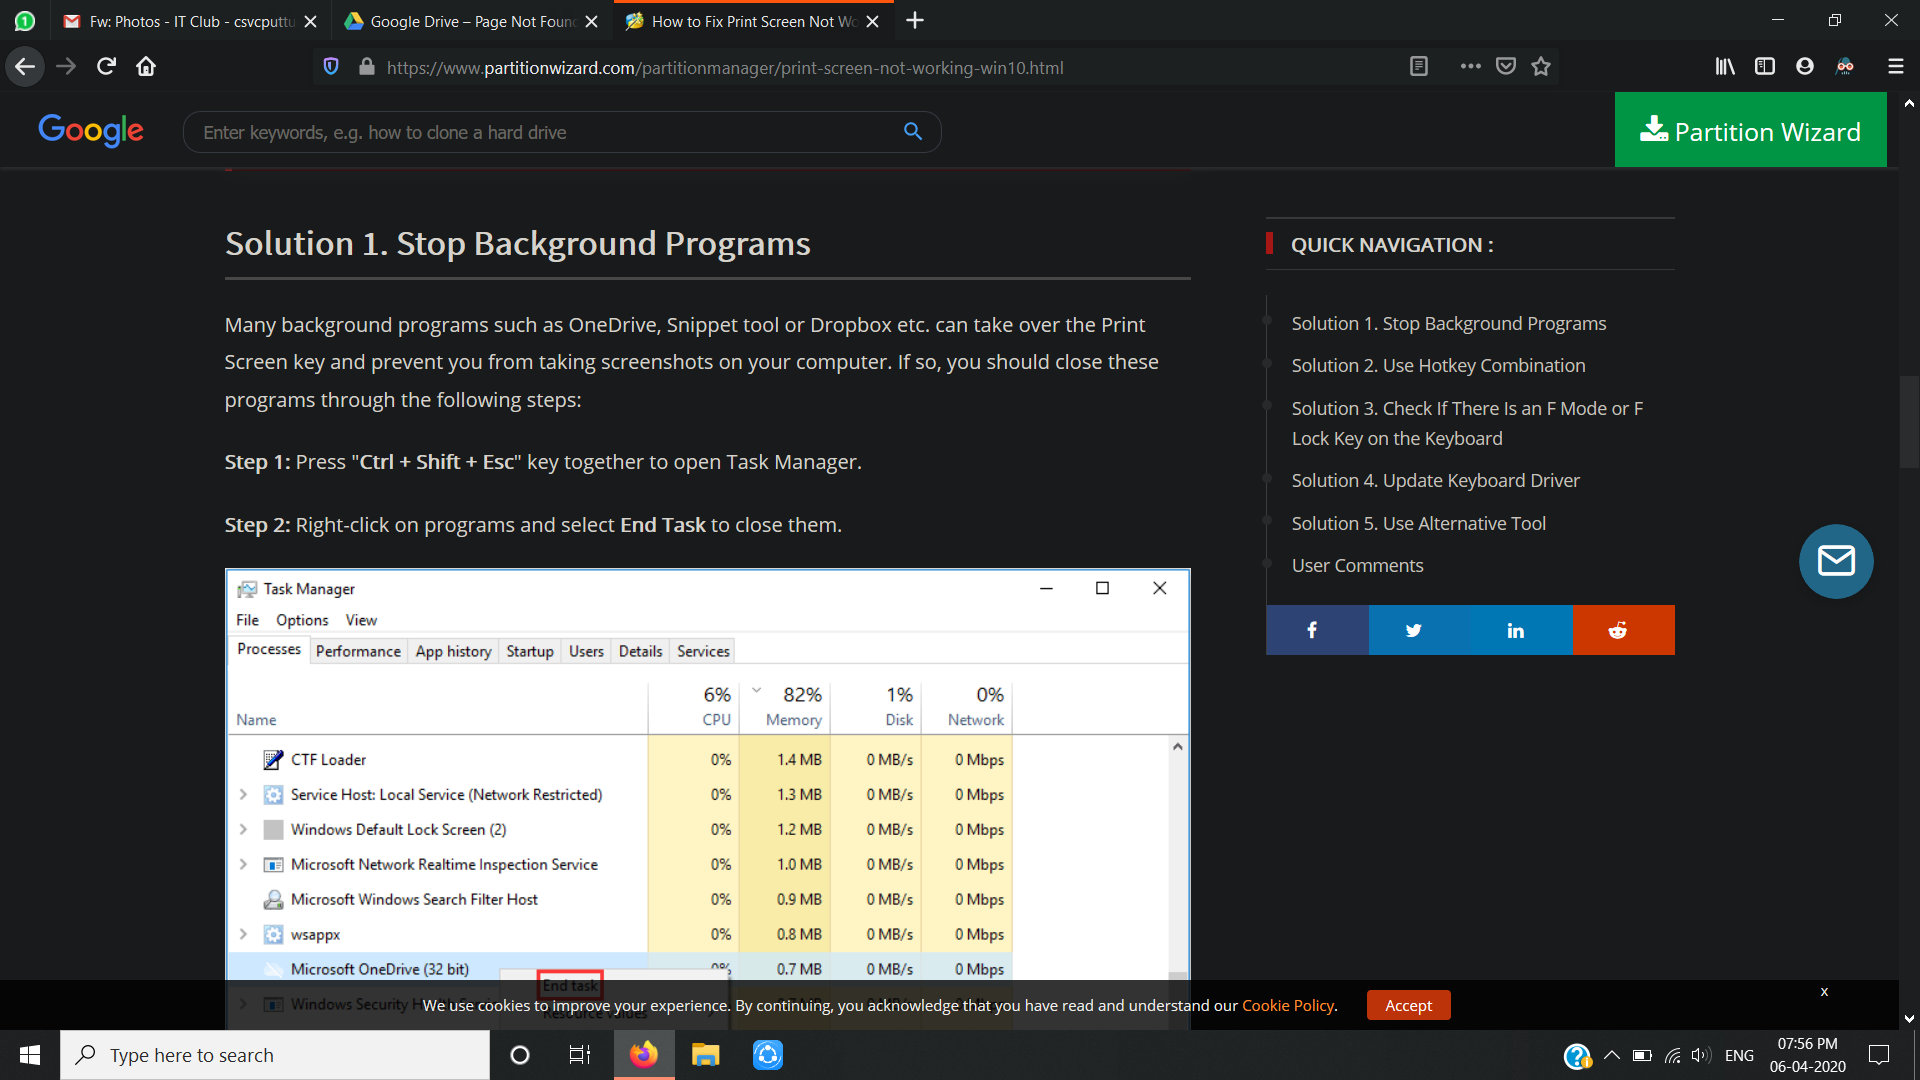 Fw: Photos - IT Club - csvcputtu
Google Drive – Page Not Foun
How to Fix Print Screen Not Wo
https://www.partitionwizard.com/partitionmanager/print-screen-not-working-win10.html
Google
Enter keywords, e.g. how to clone a hard drive
Partition Wizard
Solution 1. Stop Background Programs
Many background programs such as OneDrive, Snippet tool or Dropbox etc. can take over the Print
Screen key and prevent you from taking screenshots on your computer. If so, you should close these
programs through the following steps:
Step 1: Press "Ctrl + Shift + Esc" key together to open Task Manager.
Step 2: Right-click on programs and select End Task to close them.
QUICK NAVIGATION :
Solution 1. Stop Background Programs
Solution 2. Use Hotkey Combination
Solution 3. Check If There Is an F Mode or F
Lock Key on the Keyboard
Solution 4. Update Keyboard Driver
Solution 5. Use Alternative Tool
User Comments
Task Manager
File Options View
Processes Performance App history Startup Users Details Services
6% 82% 1% 0%
Name CPU Memory Disk Network
CTF Loader 0% 1.4 MB 0 MB/s 0 Mbps
Service Host: Local Service (Network Restricted) 0% 1.3 MB 0 MB/s 0 Mbps
Windows Default Lock Screen (2) 0% 1.2 MB 0 MB/s 0 Mbps
Microsoft Network Realtime Inspection Service 0% 1.0 MB 0 MB/s 0 Mbps
Microsoft Windows Search Filter Host 0% 0.9 MB 0 MB/s 0 Mbps
wsappx 0% 0.8 MB 0 MB/s 0 Mbps
Microsoft OneDrive (32 bit) 0% 0.7 MB 0 MB/s 0 Mbps
End task
Windows Security
Resource values
We use cookies to improve your experience. By continuing, you acknowledge that you have read and understand our Cookie Policy. Accept
x
Type here to search
ENG
07:56 PM
06-04-2020